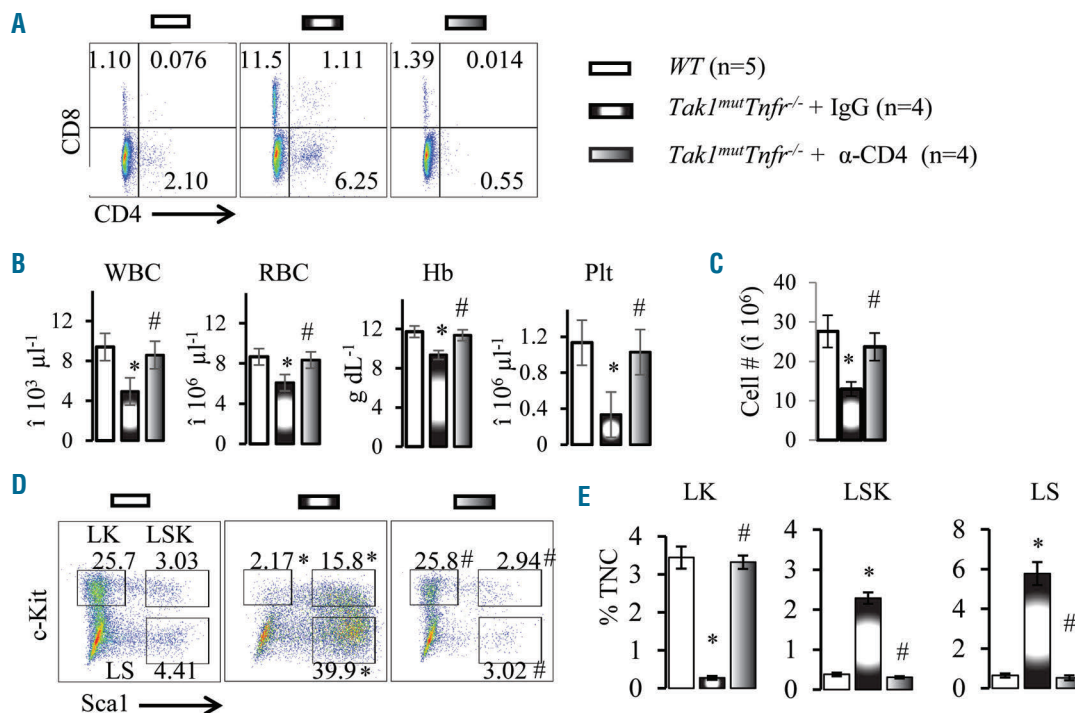 A
1.10 0.076
11.5 1.11
1.39 0.014
2.10
6.25
0.55
CD8
CD4
WT (n=5)
Tak1mutTnfr-/- + IgG (n=4)
Tak1mutTnfr-/- + α-CD4 (n=4)
B
WBC
î 10³ µl⁻¹
12
8
4
0
*
#
RBC
î 10⁶ µl⁻¹
12
8
4
0
*
#
Hb
g dL⁻¹
12
9
6
3
0
*
#
Plt
î 10⁶ µl⁻¹
1.2
0.8
0.4
0
*
#
C
Cell # (î 10⁶)
40
30
20
10
0
*
#
D
LK LSK
25.7 3.03
LS 4.41
2.17 * 15.8 *
39.9 *
25.8 # 2.94 #
3.02 #
c-Kit
Sca1
E
LK
% TNC
4
3
2
1
0
*
#
LSK
4
3
2
1
0
*
#
LS
8
6
4
2
0
*
#